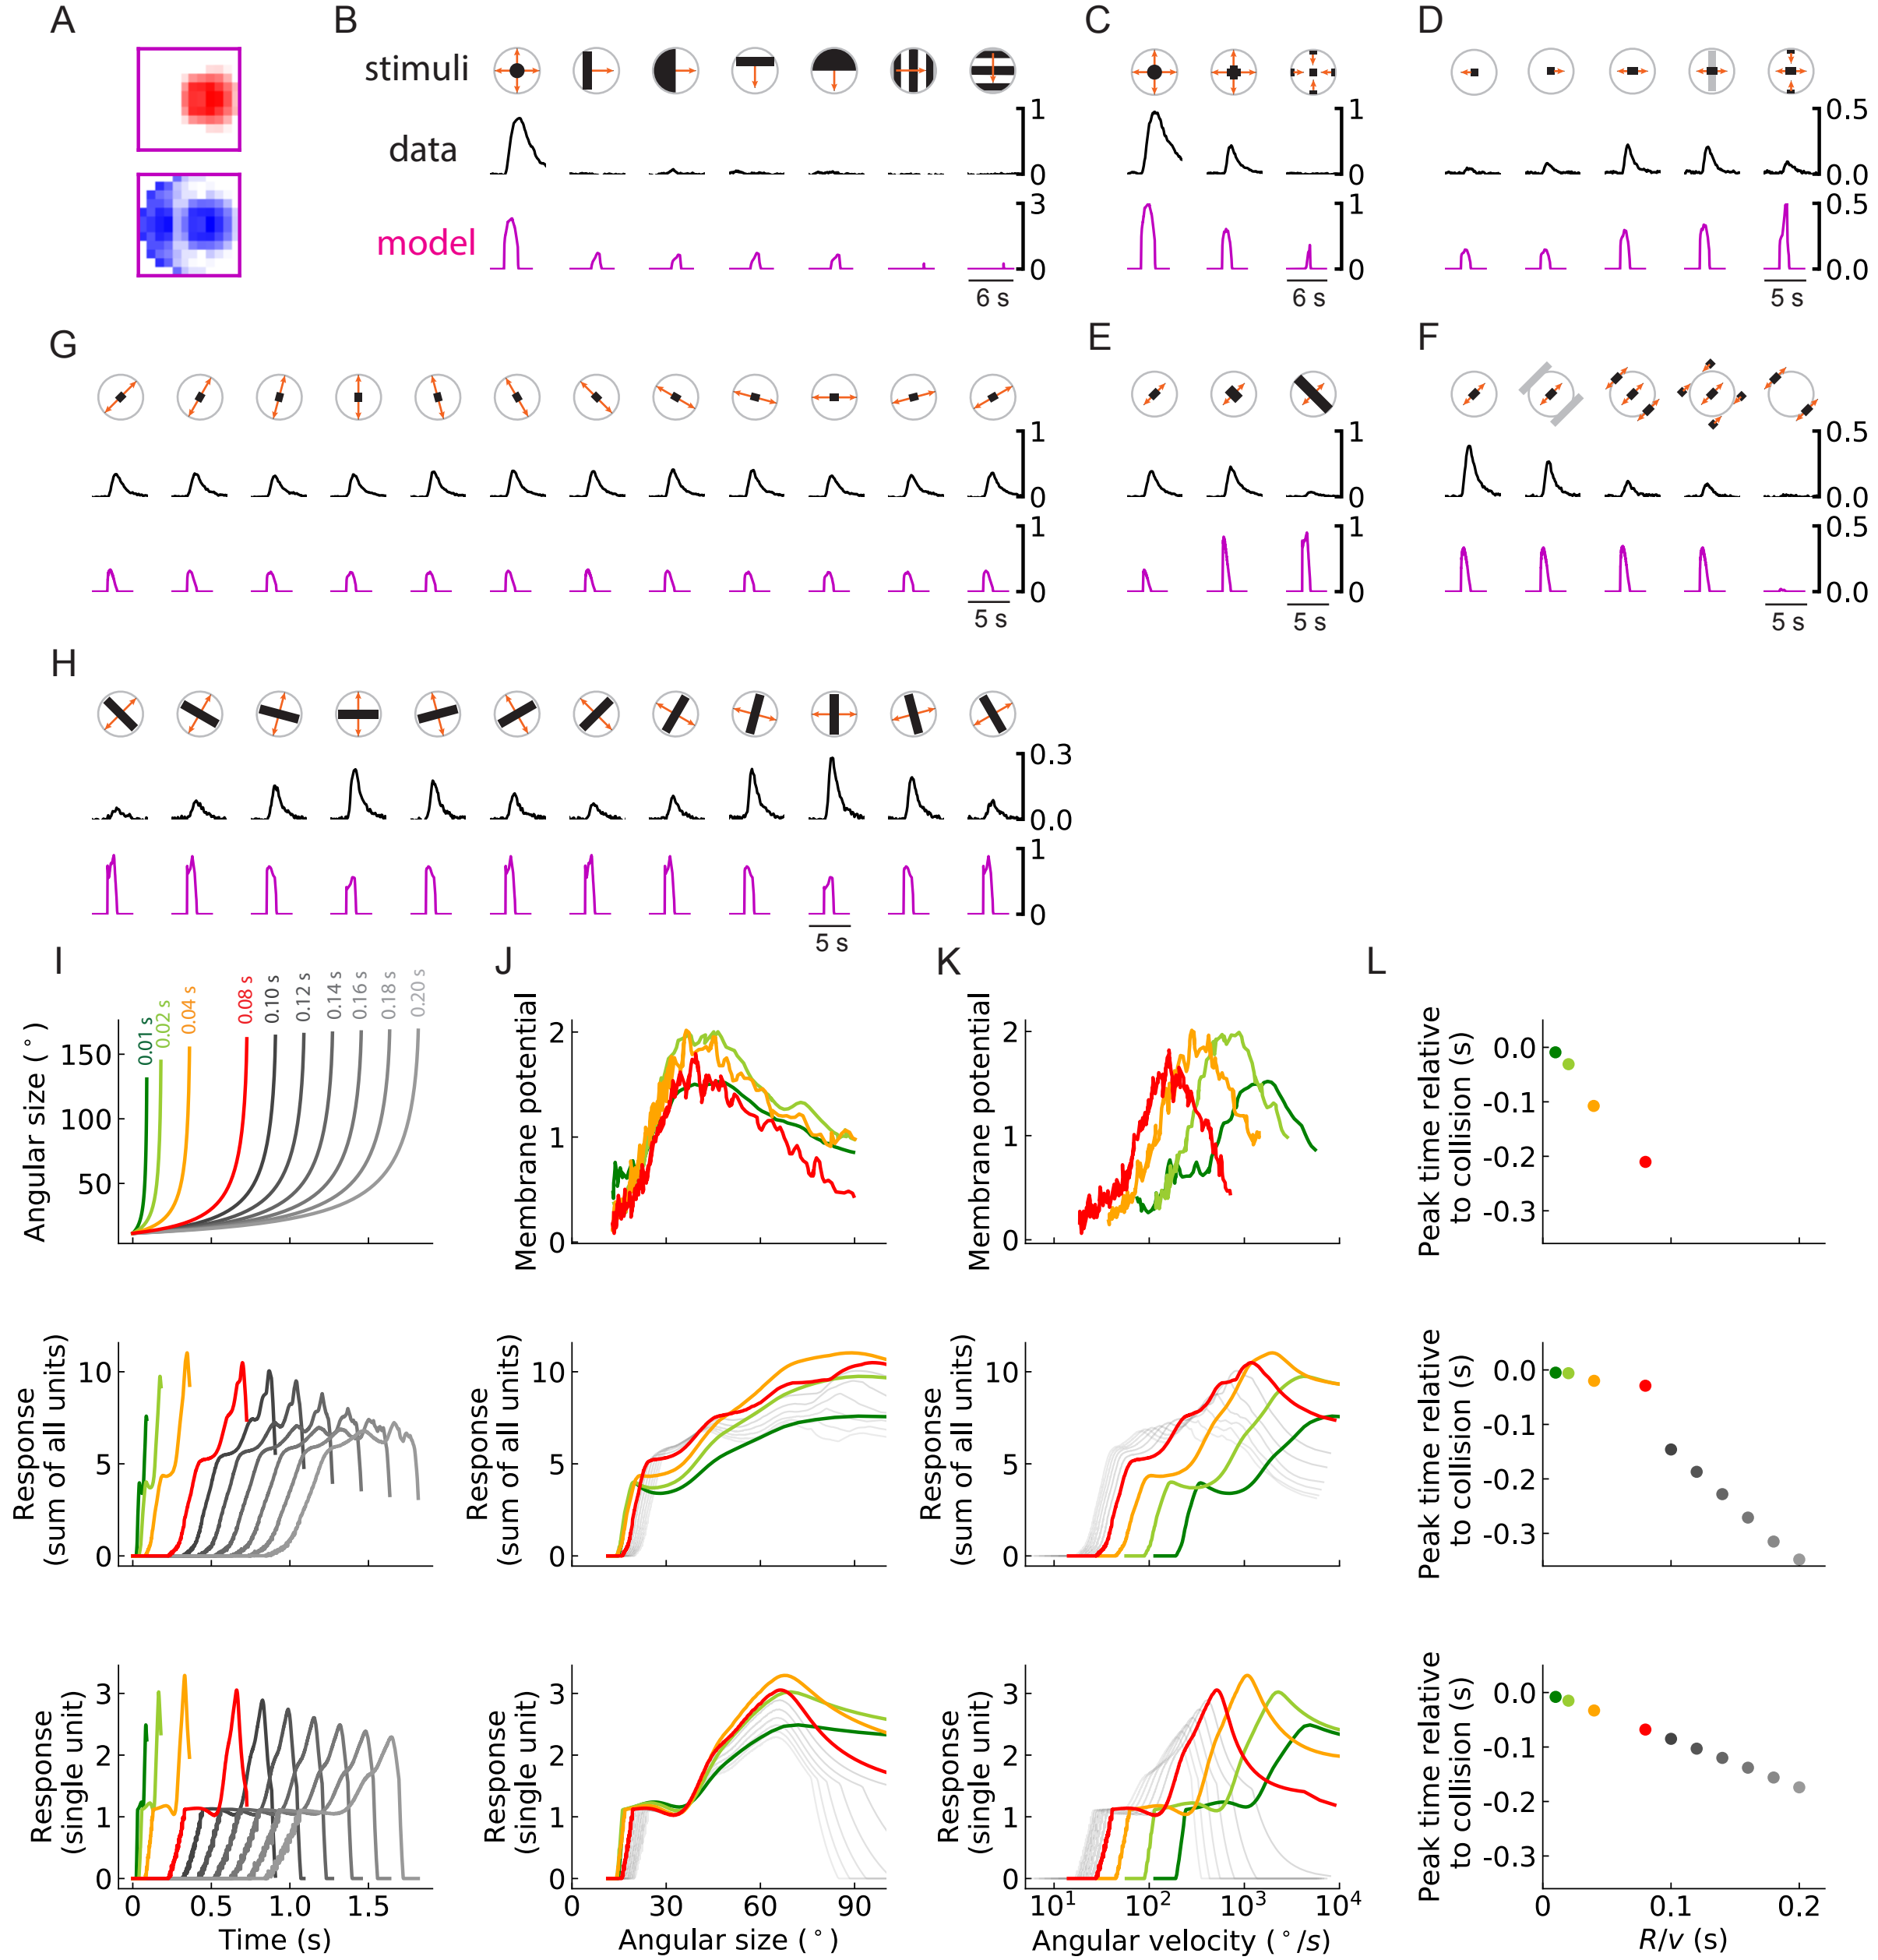 A
B
C
D
stimuli
data
model
1
0
3
0
6 s
1
0
1
0
6 s
0.5
0.0
0.5
0.0
5 s
G
E
F
1
0
1
0
5 s
1
0
1
0
5 s
0.5
0.0
0.5
0.0
5 s
H
0.3
0.0
1
0
5 s
I
J
K
L
0.01 s
0.02 s
0.04 s
0.08 s
0.10 s
0.12 s
0.14 s
0.16 s
0.18 s
0.20 s
Angular size (°)
150
100
50
Membrane potential
2
1
0
Membrane potential
2
1
0
Peak time relative
to collision (s)
0.0
-0.1
-0.2
-0.3
Response
(sum of all units)
10
5
0
Response
(sum of all units)
10
5
0
Response
(sum of all units)
10
5
0
Peak time relative
to collision (s)
0.0
-0.1
-0.2
-0.3
Response
(single unit)
3
2
1
0
0 0.5 1.0 1.5
Time (s)
Response
(single unit)
3
2
1
0
0 30 60 90
Angular size (°)
Response
(single unit)
3
2
1
0
10¹ 10² 10³ 10⁴
Angular velocity (°/s)
Peak time relative
to collision (s)
0.0
-0.1
-0.2
-0.3
0 0.1 0.2
R/v (s)